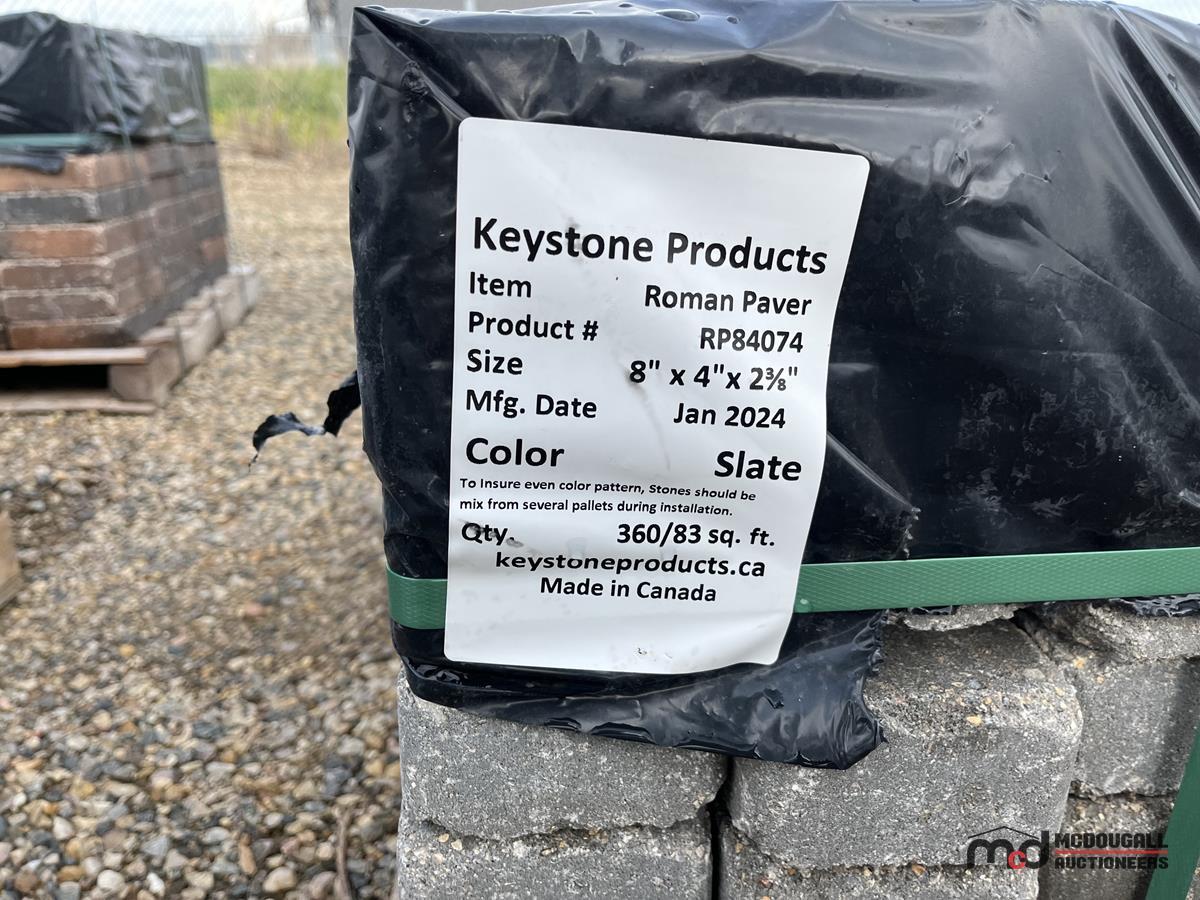 Keystone Products
Item Roman Paver
Product # RP84074
Size 8" x 4"x 2⅜"
Mfg. Date Jan 2024
Color Slate
To Insure even color pattern, Stones should be
mix from several pallets during installation.
Qty. 360/83 sq. ft.
keystoneproducts.ca
Made in Canada
mcd MCDOUGALL
AUCTIONEERS